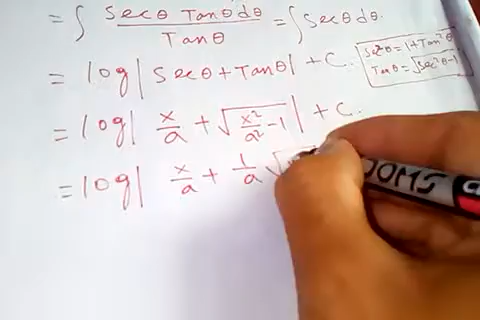 = ∫ Secθ Tanθ dθ / Tanθ = ∫ Secθ dθ.
= log| Secθ + Tanθ| + C.
Sec²θ = 1 + Tan²θ
Tanθ = √Sec²θ-1
= log| x/a + √x²/a² - 1 | + C.
= log| x/a + 1/a √